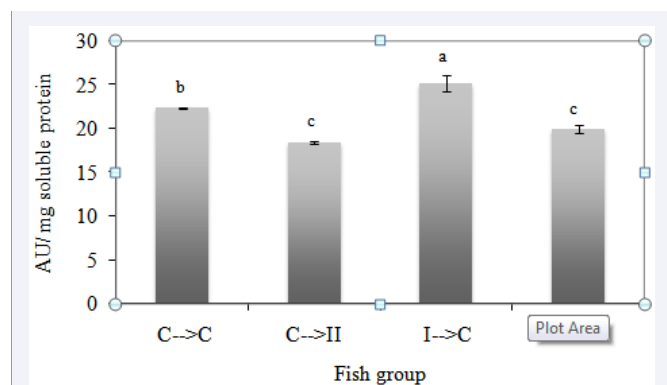 30
a
25
b
c
20
c
15
10
5
0
AU/ mg soluble protein
C-->C
C-->II
I-->C
Plot Area
Fish group